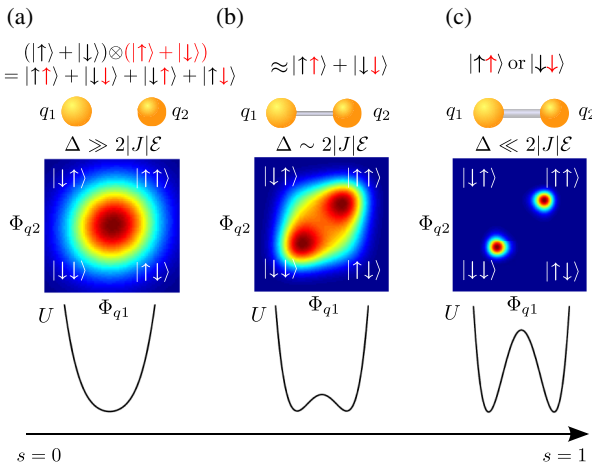 (a)
(|↑⟩ + |↓⟩)⊗(|↑⟩ + |↓⟩)
= |↑↑⟩ + |↓↓⟩ + |↓↑⟩ + |↑↓⟩
q1 q2
Δ ≫ 2|J|ℰ
|↓↑⟩ |↑↑⟩
Φq2
|↓↓⟩ |↑↓⟩
Φq1
U
(b)
≈|↑↑⟩ + |↓↓⟩
q1 q2
Δ ∼ 2|J|ℰ
|↓↑⟩ |↑↑⟩
Φq2
|↓↓⟩ |↑↓⟩
Φq1
U
(c)
|↑↑⟩ or |↓↓⟩
q1 q2
Δ ≪ 2|J|ℰ
|↓↑⟩ |↑↑⟩
Φq2
|↓↓⟩ |↑↓⟩
Φq1
U
s = 0 s = 1